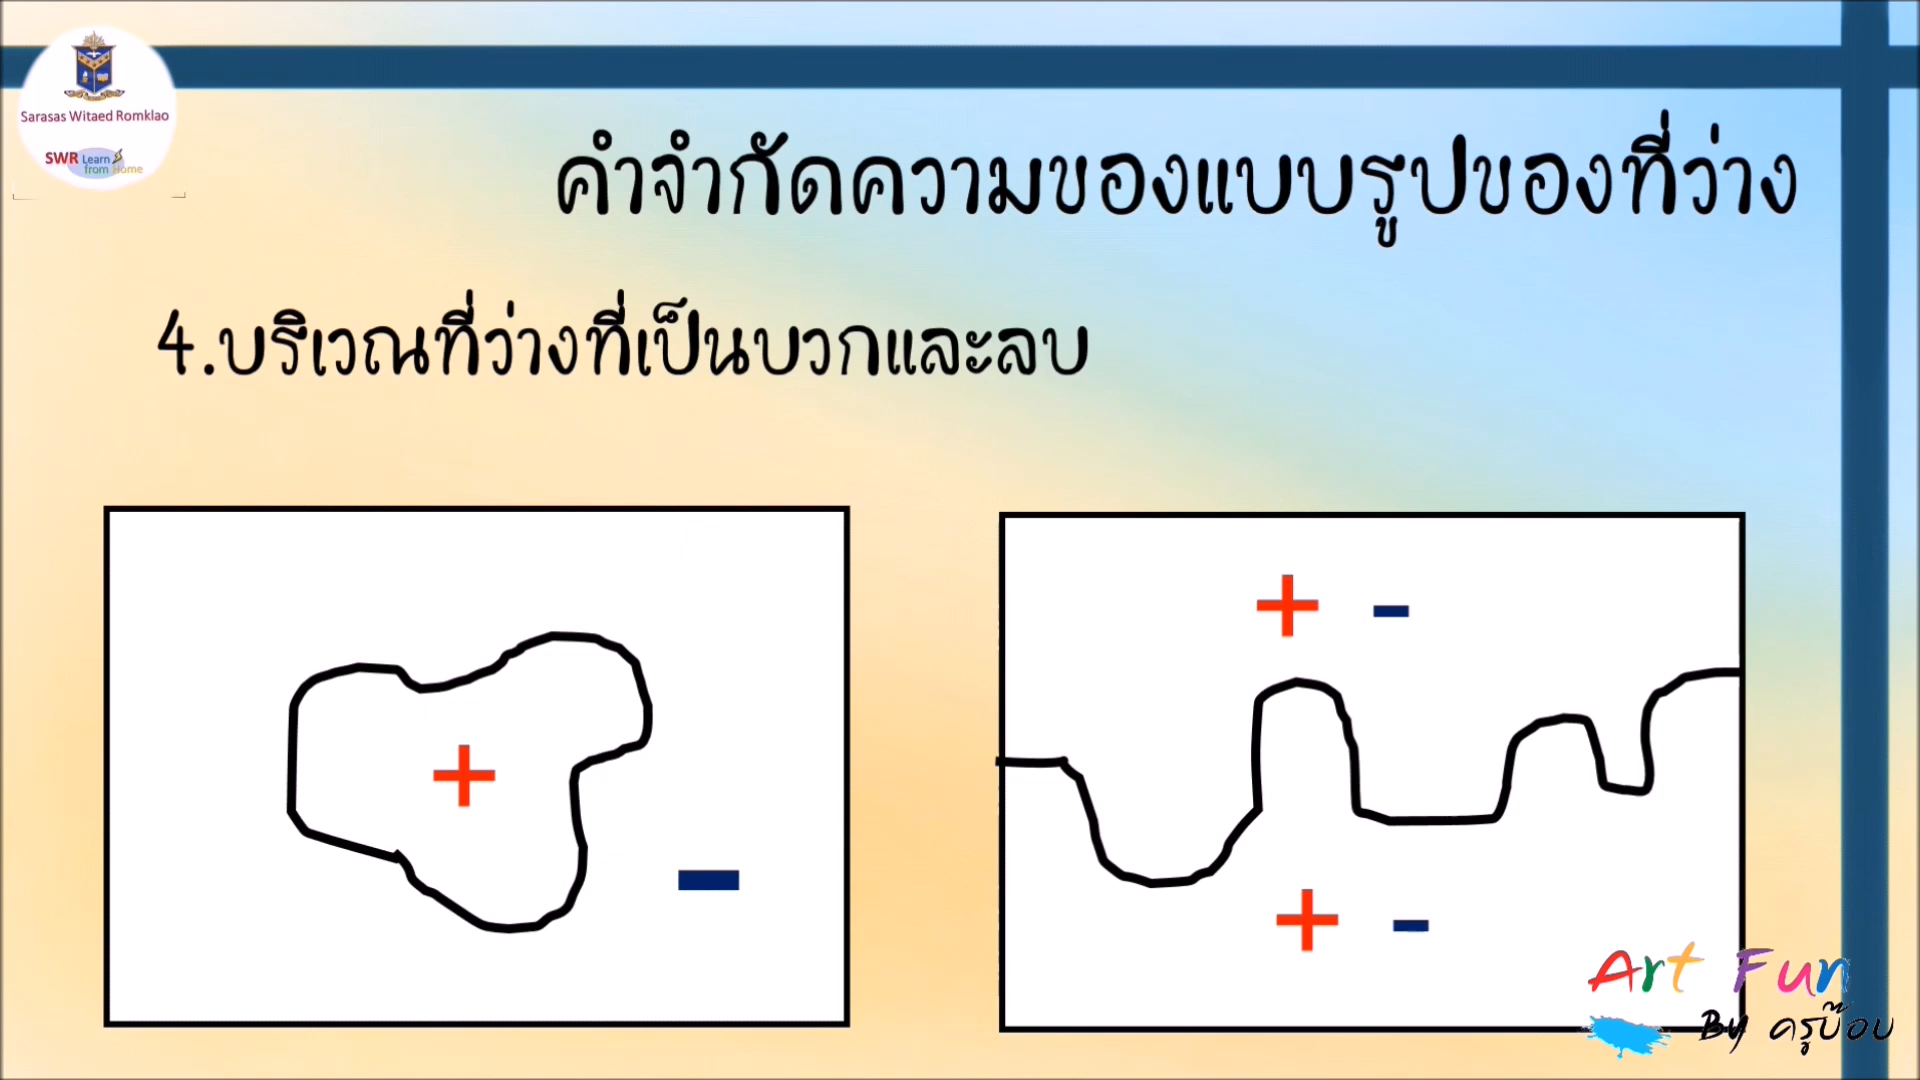 Sarasas Witaed Romklao
SWR Learn
from Home
คำจำกัดความของแบบรูปของที่ว่าง
4.บริเวณที่ว่างที่เป็นบวกและลบ
+ -
+
-
+ -
Art Fun
By ครูบ๊อบ